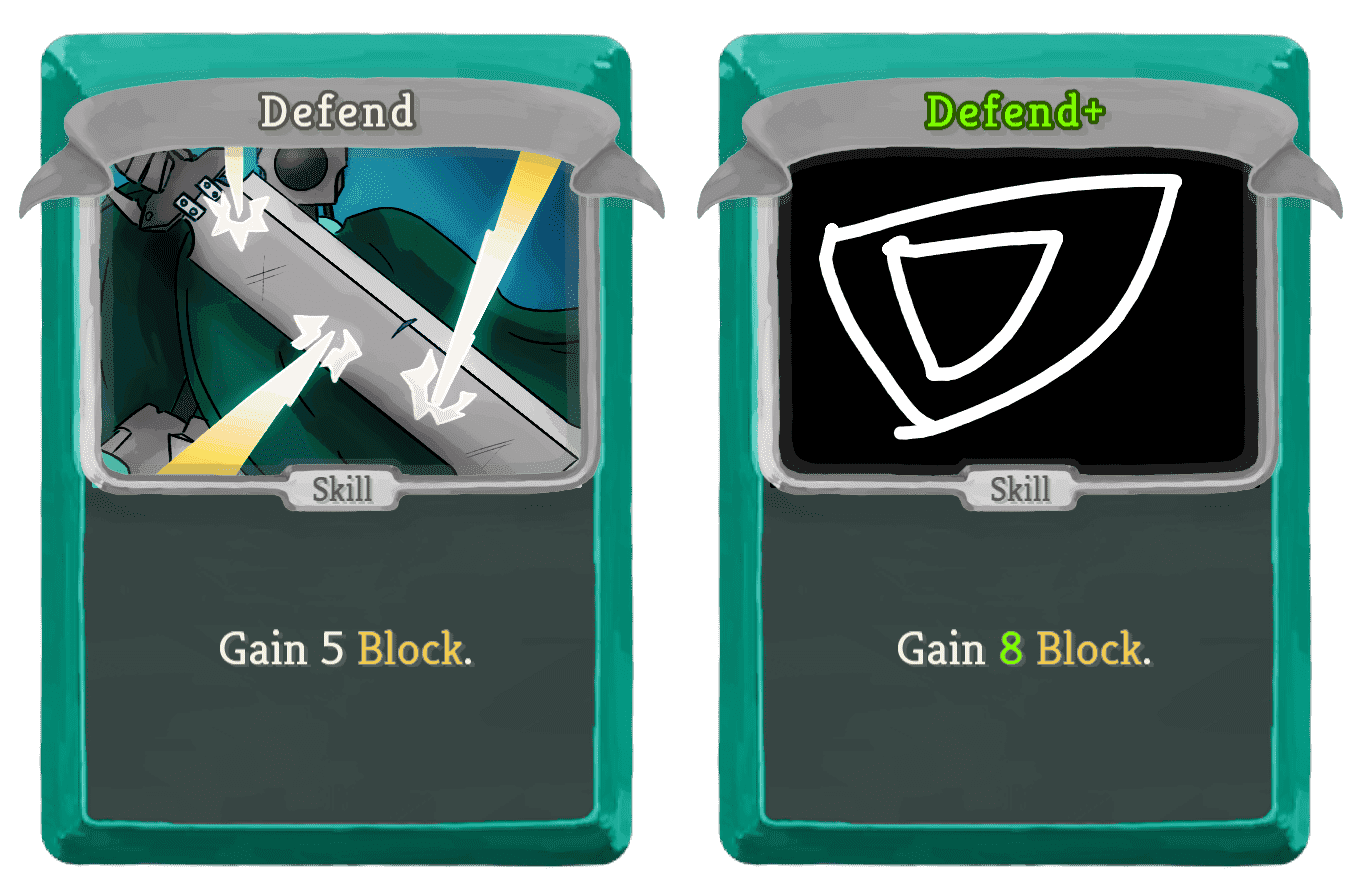 Defend
Skill
Gain 5 Block.
Defend+
Skill
Gain 8 Block.